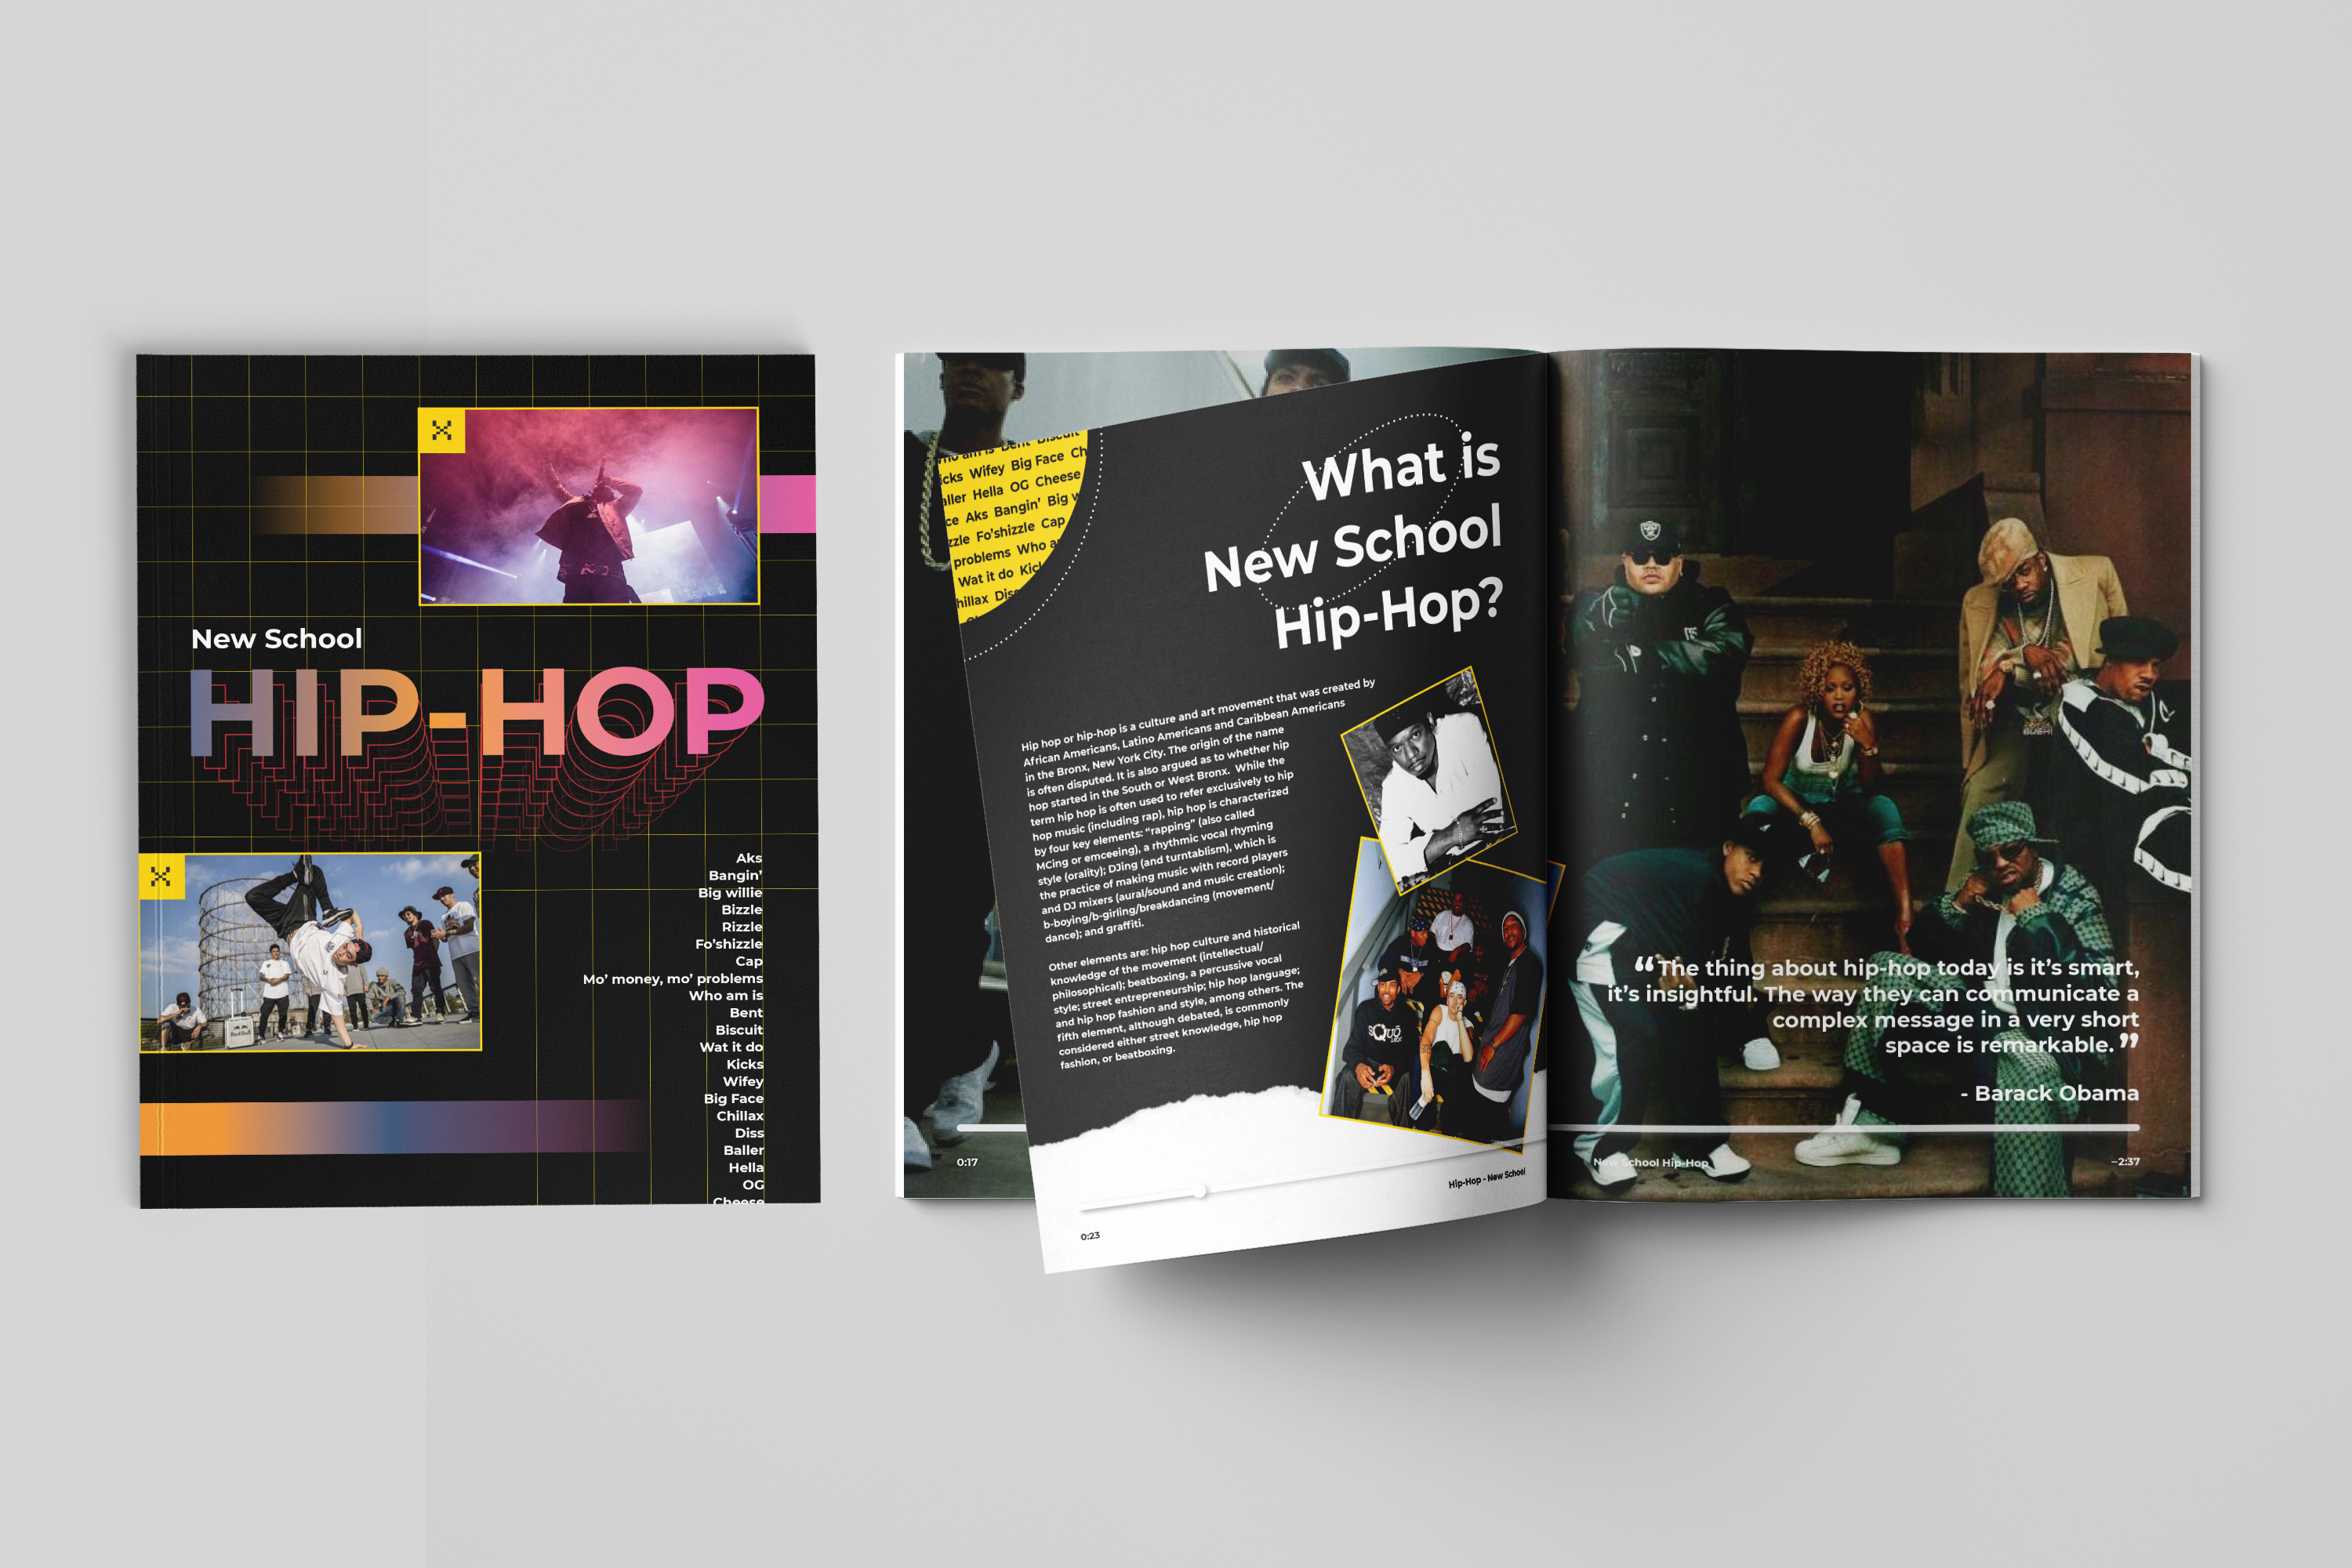 New School
HIP-HOP
Aks
Bangin’
Big willie
Bizzle
Rizzle
Fo’shizzle
Cap
Mo’ money, mo’ problems
Who am is
Bent
Biscuit
Wat it do
Kicks
Wifey
Big Face
Chillax
Diss
Baller
Hella
OG
Cheese
am is Bent Biscuit
icks Wifey Big Face Ch
aller Hella OG Cheese
ce Aks Bangin’ Big w
zzle Fo’shizzle Cap
problems Who a
Wat it do Kic
hillax Dis
What is
New School
Hip-Hop?
Hip hop or hip-hop is a culture and art movement that was created by
African Americans, Latino Americans and Caribbean Americans
in the Bronx, New York City. The origin of the name
is often disputed. It is also argued as to whether hip
hop started in the South or West Bronx. While the
term hip hop is often used to refer exclusively to hip
hop music (including rap), hip hop is characterized
by four key elements: “rapping” (also called
MCing or emceeing), a rhythmic vocal rhyming
style (orality); DJing (and turntablism), which is
the practice of making music with record players
and DJ mixers (aural/sound and music creation);
b-boying/b-girling/breakdancing (movement/
dance); and graffiti.
Other elements are: hip hop culture and historical
knowledge of the movement (intellectual/
philosophical); beatboxing, a percussive vocal
style; street entrepreneurship; hip hop language;
and hip hop fashion and style, among others. The
fifth element, although debated, is commonly
considered either street knowledge, hip hop
fashion, or beatboxing.
0:17
0:23
Hip-Hop - New School
“The thing about hip-hop today is it’s smart,
it’s insightful. The way they can communicate a
complex message in a very short
space is remarkable. ”
- Barack Obama
New School Hip-Hop
–2:37